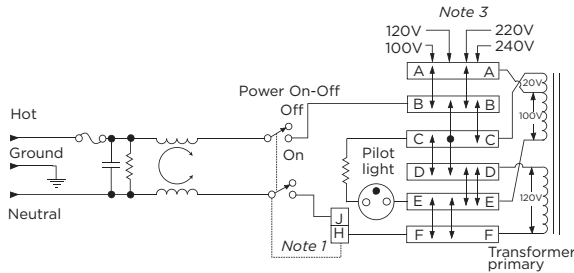 Note 3
120V
220V
100V
240V
A
A
20V
Power On-Off
Off
B
B
100V
Hot
C
C
Ground
On
Pilot
light
D
D
120V
E
E
Neutral
J
Note 1
H
F
F
Transformer
primary